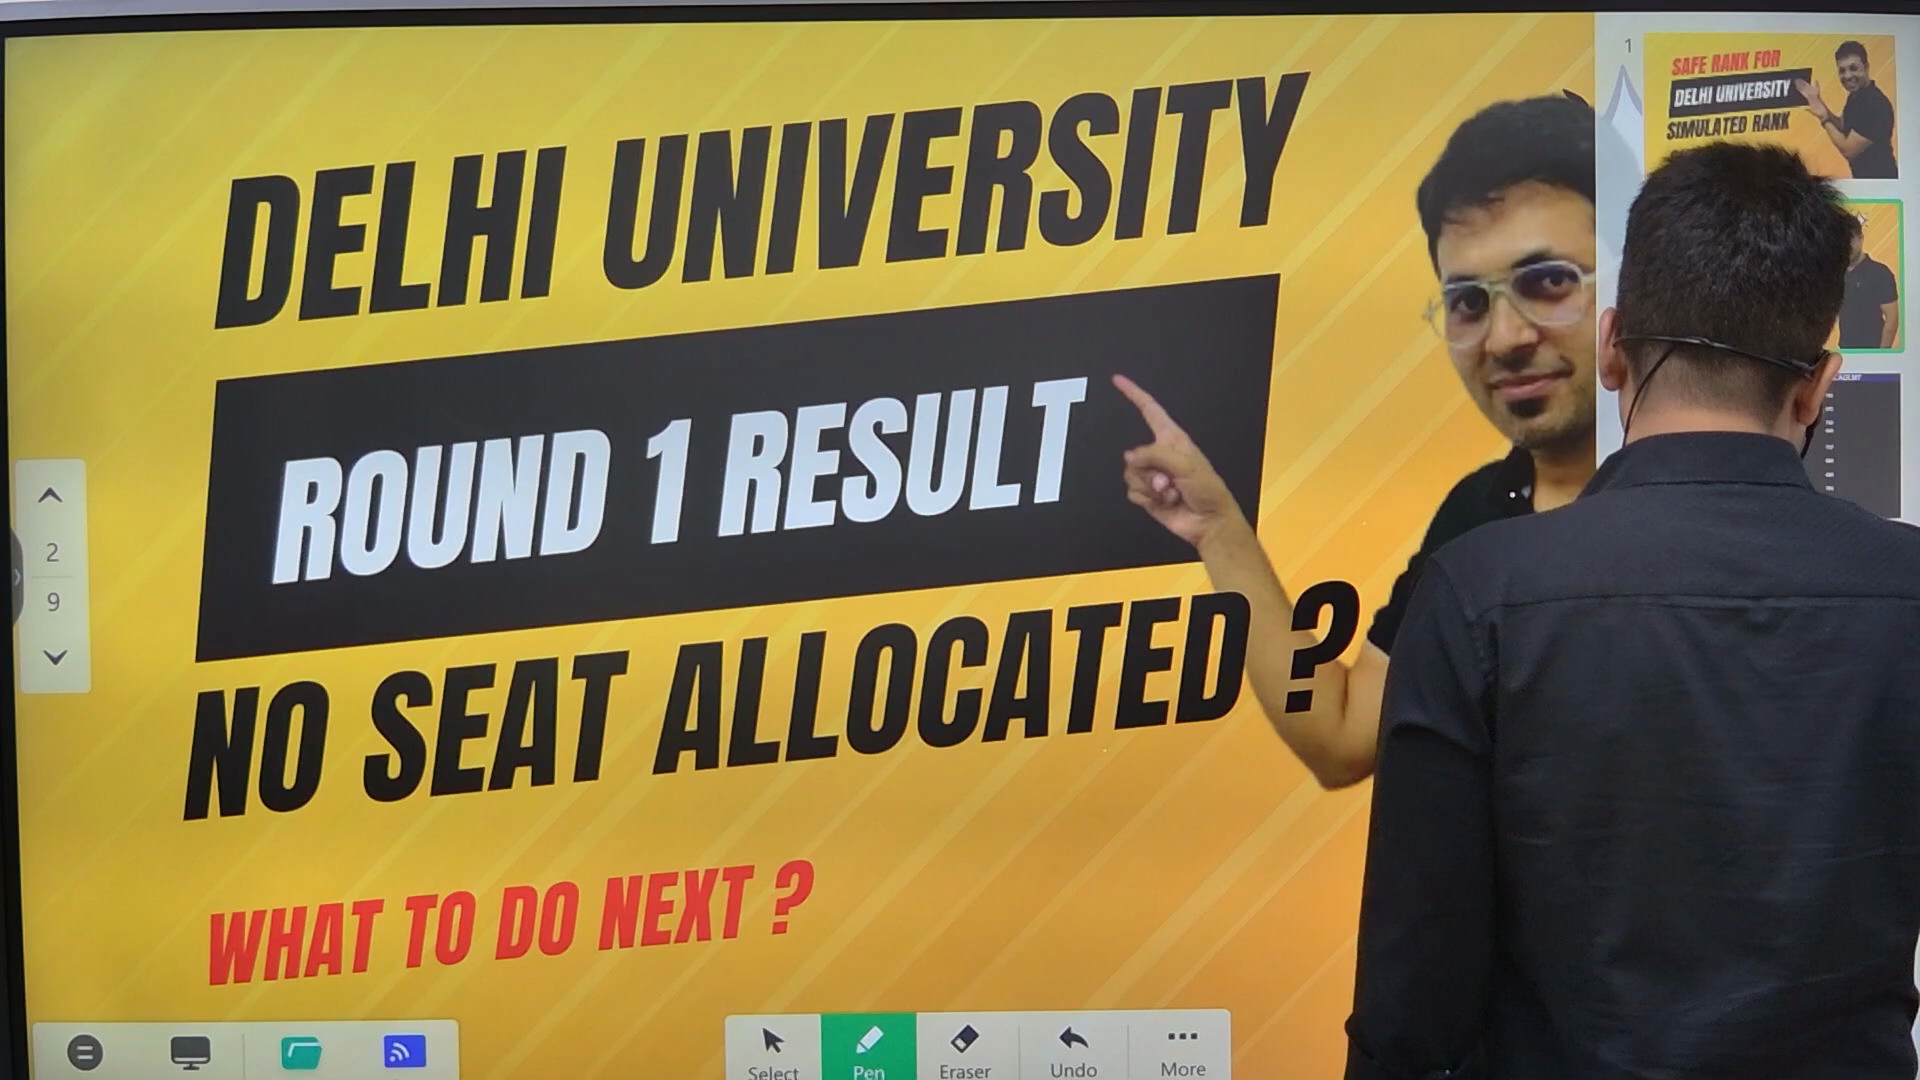 DELHI UNIVERSITY
ROUND 1 RESULT
NO SEAT ALLOCATED ?
WHAT TO DO NEXT ?
1
SAFE RANK FOR
DELHI UNIVERSITY
SIMULATED RANK
2
9
Select
Pen
Eraser
Undo
More